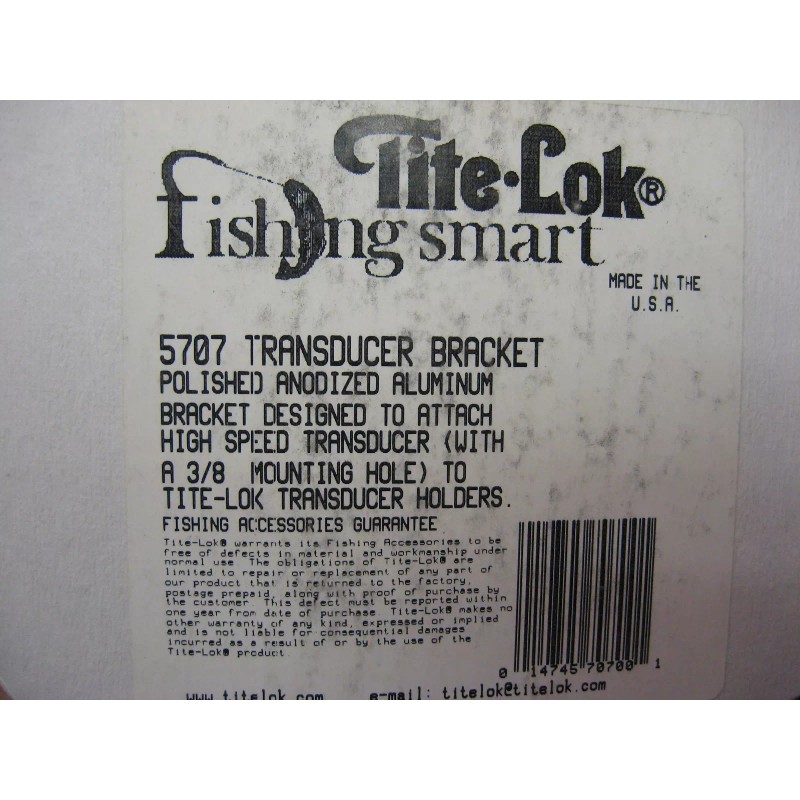 Tite·Lok®
fishing smart
MADE IN THE
U.S.A.
5707 TRANSDUCER BRACKET
POLISHED ANODIZED ALUMINUM
BRACKET DESIGNED TO ATTACH
HIGH SPEED TRANSDUCER (WITH
A 3/8 MOUNTING HOLE) TO
TITE-LOK TRANSDUCER HOLDERS.
FISHING ACCESSORIES GUARANTEE
Tite-Lok® warrants its Fishing Accessories to be
free of defects in material and workmanship under
normal use. The obligations of Tite-Lok® are
limited to repair or replacement of any part of
our product that is returned to the factory,
postage prepaid, along with proof of purchase by
the customer. This defect must be reported within
one year from date of purchase. Tite-Lok® makes no
other warranty of any kind, expressed or implied
and is not liable for consequential damages
incurred as a result of or by the use of the
Tite-Lok® product.
0 14745 70700 1
www.titelok.com e-mail: titelok@titelok.com